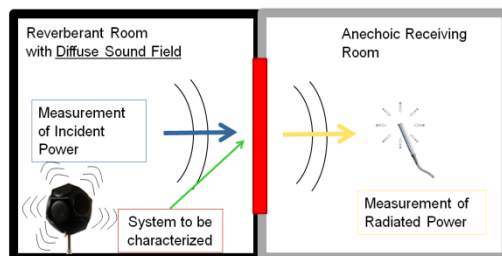 Reverberant Room
with Diffuse Sound Field
Measurement
of Incident
Power
System to be
characterized
Anechoic Receiving
Room
Measurement of
Radiated Power